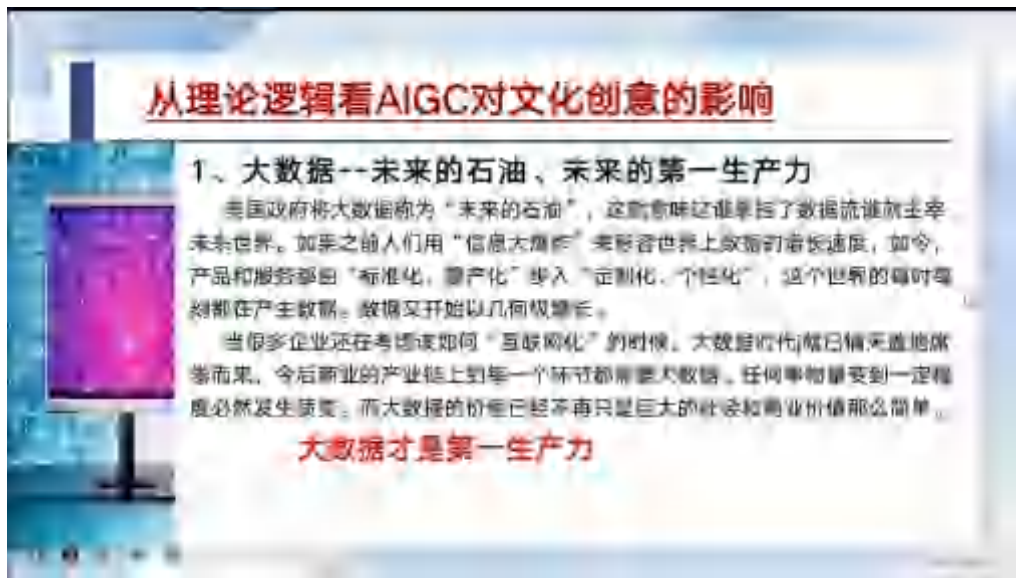 从理论逻辑看AIGC对文化创意的影响
1、大数据--未来的石油、未来的第一生产力
美国政府将大数据称为“未来的石油”，这就意味这谁掌控了数据流谁就主宰
未来世界。如果之前人们用“信息大爆炸”来形容世界上数据的增长速度，如今，
产品和服务都由“标准化、量产化”步入“定制化、个性化”，这个世界的每时每
刻都在产生数据。数据又开始以几何级增长。
当很多企业还在考虑该如何“互联网化”的时候，大数据时代j就已铺天盖地席
卷而来，今后商业的产业链上到每一个环节都需要大数据。任何事物量变到一定程
度必然发生质变，而大数据的价值已经不再只是巨大的社会和商业价值那么简单。
大数据才是第一生产力